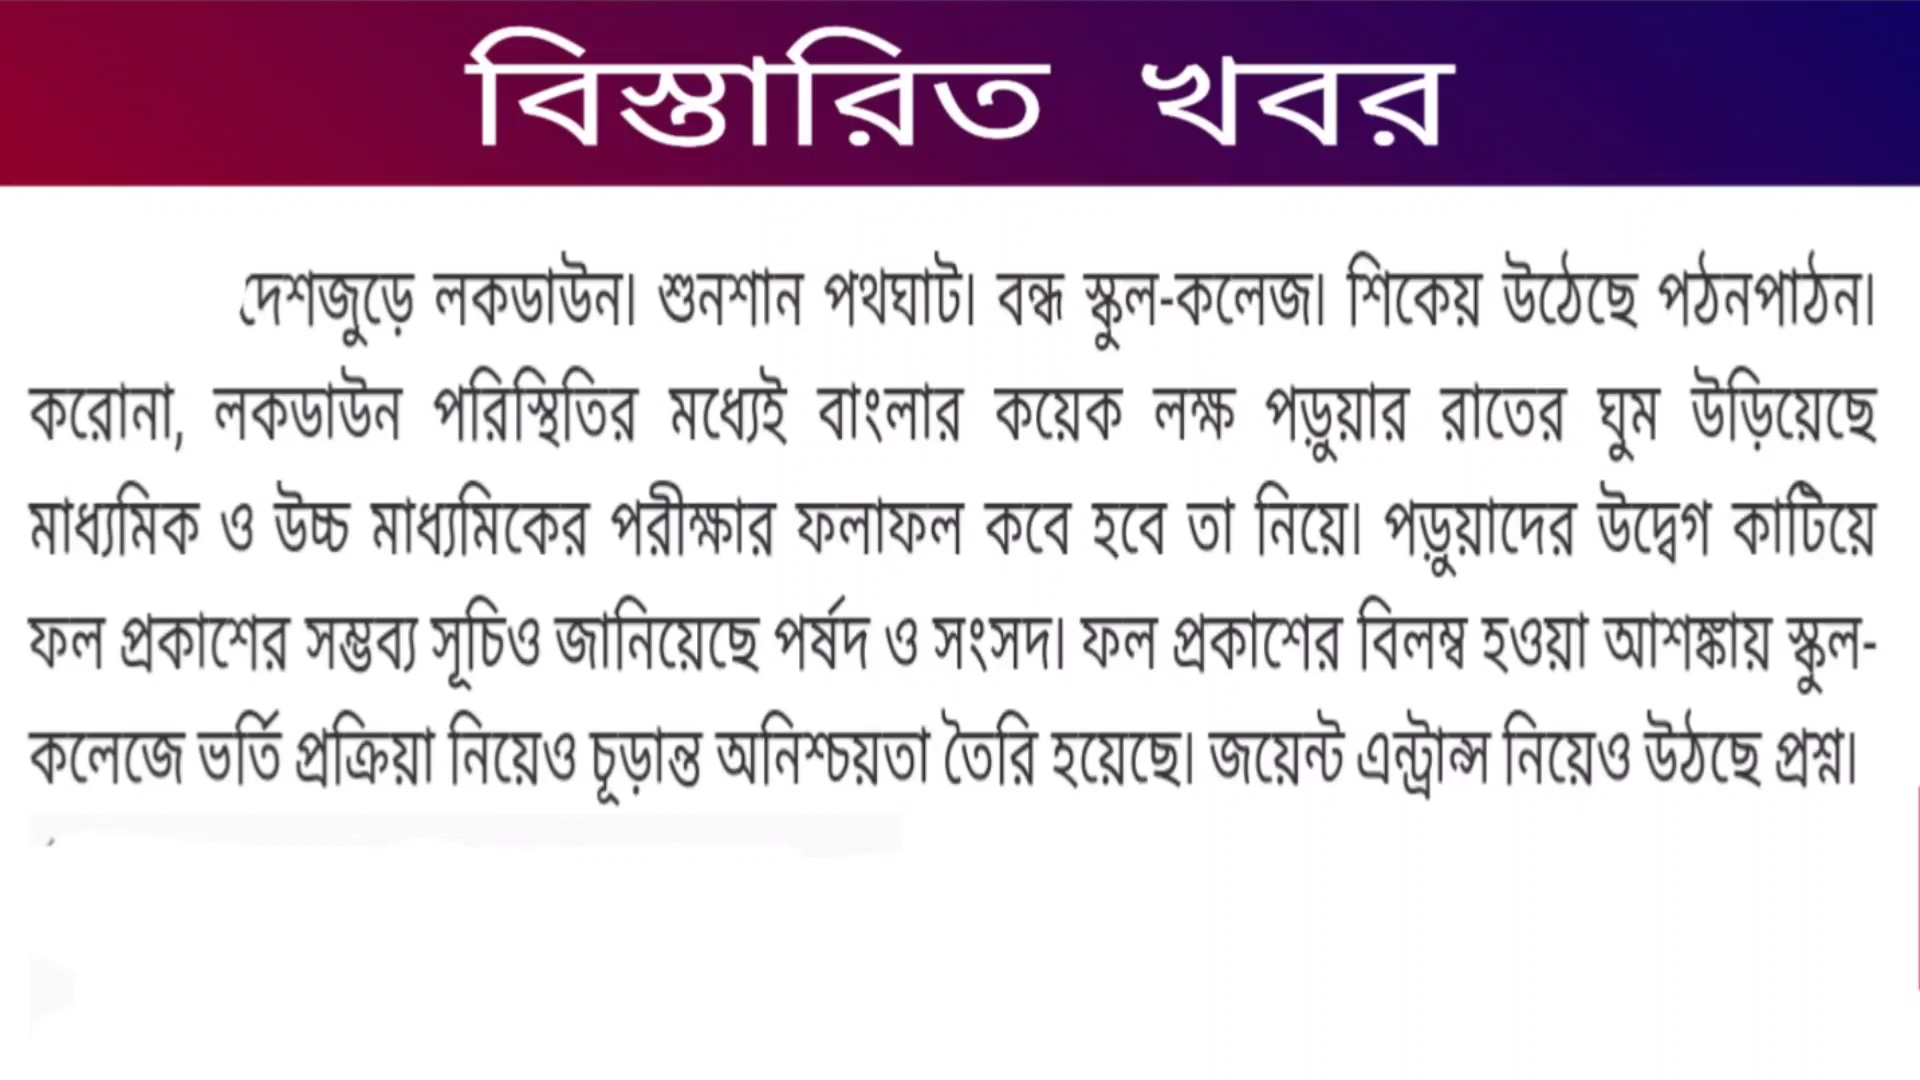 বিস্তারিত খবর
দেশজুড়ে লকডাউন। শুনশান পথঘাট। বন্ধ স্কুল-কলেজ। শিকেয় উঠেছে পঠনপাঠন।
করোনা, লকডাউন পরিস্থিতির মধ্যেই বাংলার কয়েক লক্ষ পড়ুয়ার রাতের ঘুম উড়িয়েছে
মাধ্যমিক ও উচ্চ মাধ্যমিকের পরীক্ষার ফলাফল কবে হবে তা নিয়ে। পড়ুয়াদের উদ্বেগ কাটিয়ে
ফল প্রকাশের সম্ভব্য সূচিও জানিয়েছে পর্ষদ ও সংসদ। ফল প্রকাশের বিলম্ব হওয়া আশঙ্কায় স্কুল-
কলেজে ভর্তি প্রক্রিয়া নিয়েও চূড়ান্ত অনিশ্চয়তা তৈরি হয়েছে। জয়েন্ট এন্ট্রান্স নিয়েও উঠছে প্রশ্ন।